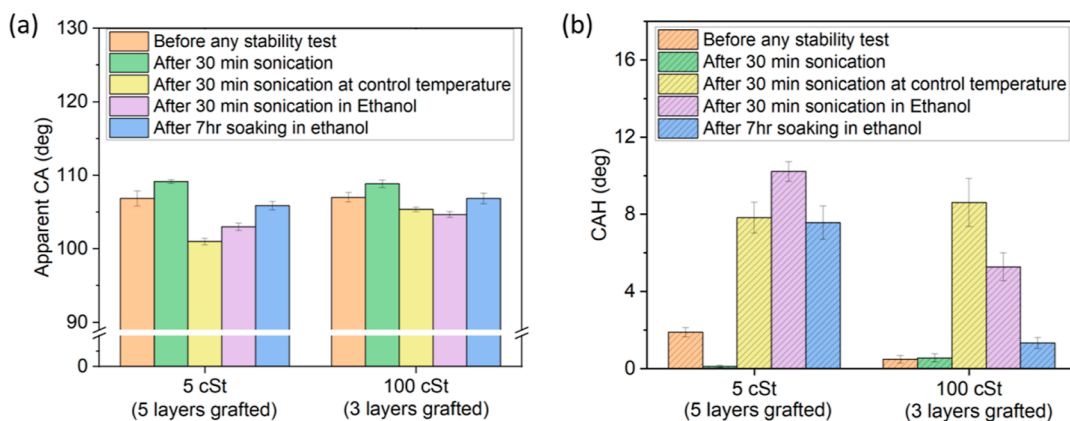 (a)
130
120
110
100
90
0
Apparent CA (deg)
Before any stability test
After 30 min sonication
After 30 min sonication at control temperature
After 30 min sonication in Ethanol
After 7hr soaking in ethanol
5 cSt
(5 layers grafted)
100 cSt
(3 layers grafted)
(b)
16
12
8
4
0
CAH (deg)
Before any stability test
After 30 min sonication
After 30 min sonication at control temperature
After 30 min sonication in Ethanol
After 7hr soaking in ethanol
5 cSt
(5 layers grafted)
100 cSt
(3 layers grafted)